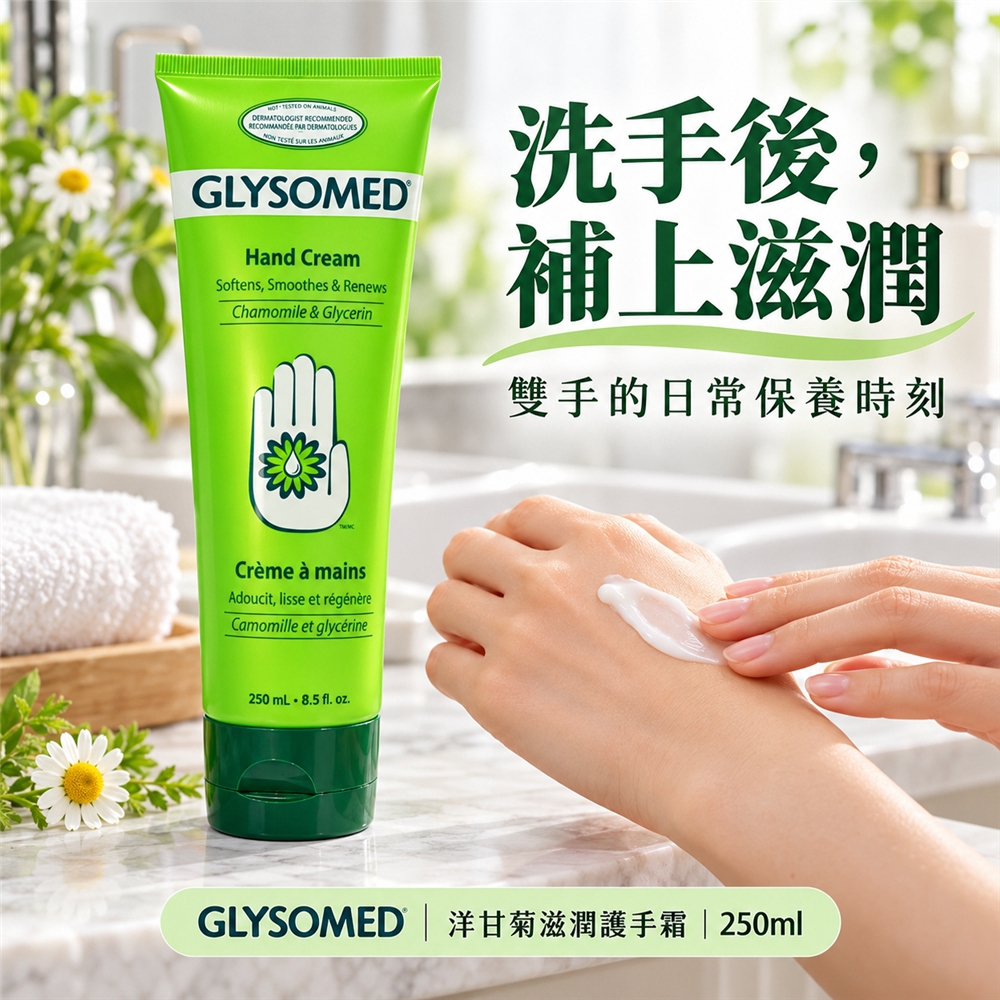 NOT • TESTED ON ANIMALS
DERMATOLOGIST RECOMMENDED
RECOMMANDÉE PAR DERMATOLOGUES
NON TESTÉ SUR LES ANIMAUX
GLYSOMED®
Hand Cream
Softens, Smoothes & Renews
Chamomile & Glycerin
TM/MC
Crème à mains
Adoucit, lisse et régénère
Camomille et glycérine
250 mL • 8.5 fl. oz.
洗手後，
補上滋潤
雙手的日常保養時刻
GLYSOMED® | 洋甘菊滋潤護手霜 | 250ml